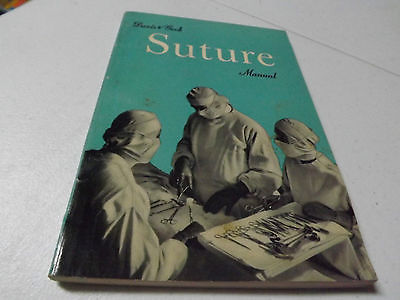 Davis & Geck
Suture
Manual